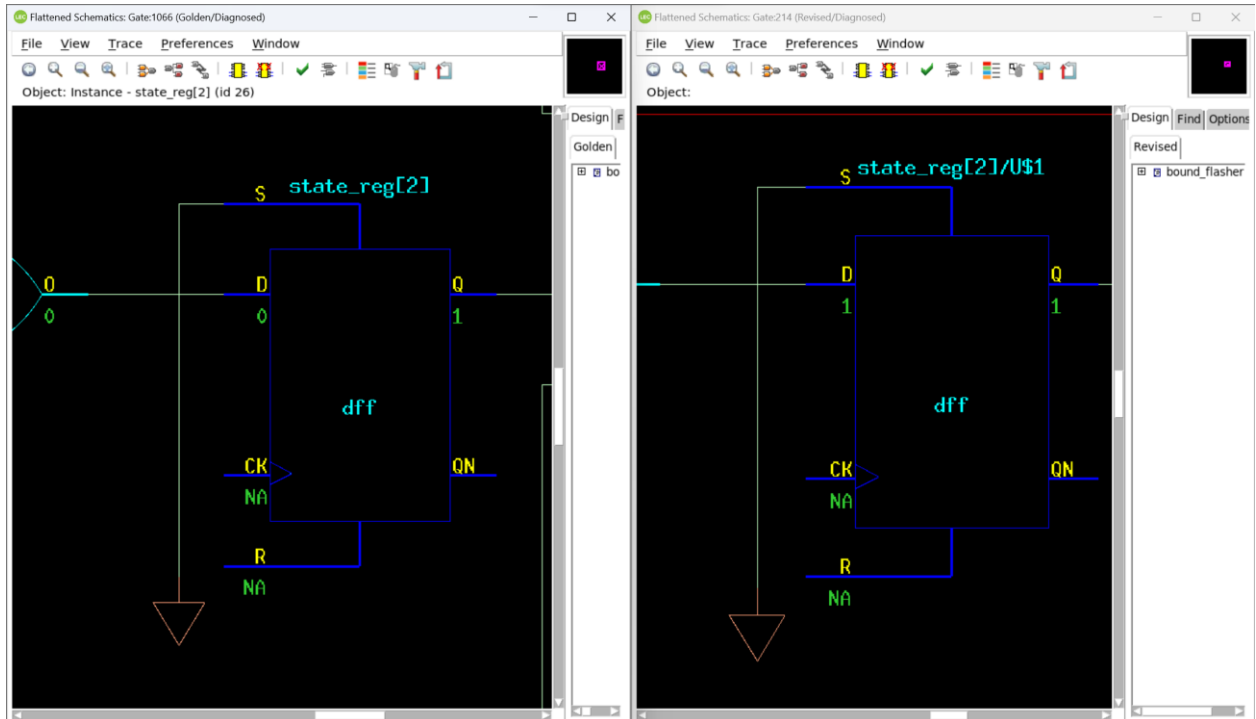 LEC Flattened Schematics: Gate:1066 (Golden/Diagnosed)
File View Trace Preferences Window
Object: Instance - state_reg[2] (id 26)
Design F
Golden
bo
S state_reg[2]
O D Q
0 0 1
dff
CK QN
NA
R
NA
LEC Flattened Schematics: Gate:214 (Revised/Diagnosed)
File View Trace Preferences Window
Object:
Design Find Options
Revised
bound_flasher
S state_reg[2]/U$1
D Q
1 1
dff
CK QN
NA
R
NA